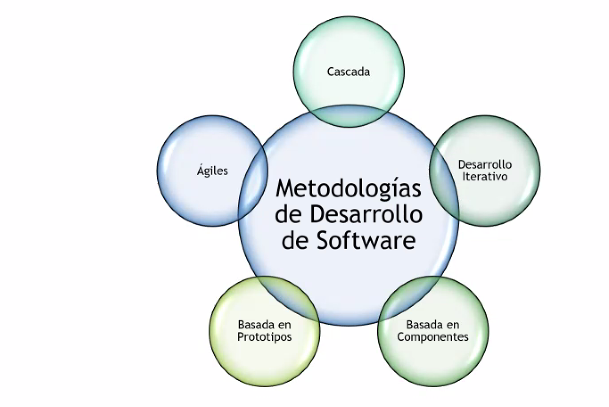 Cascada
Ágiles
Desarrollo
Iterativo
Metodologías
de Desarrollo
de Software
Basada en
Prototipos
Basada en
Componentes